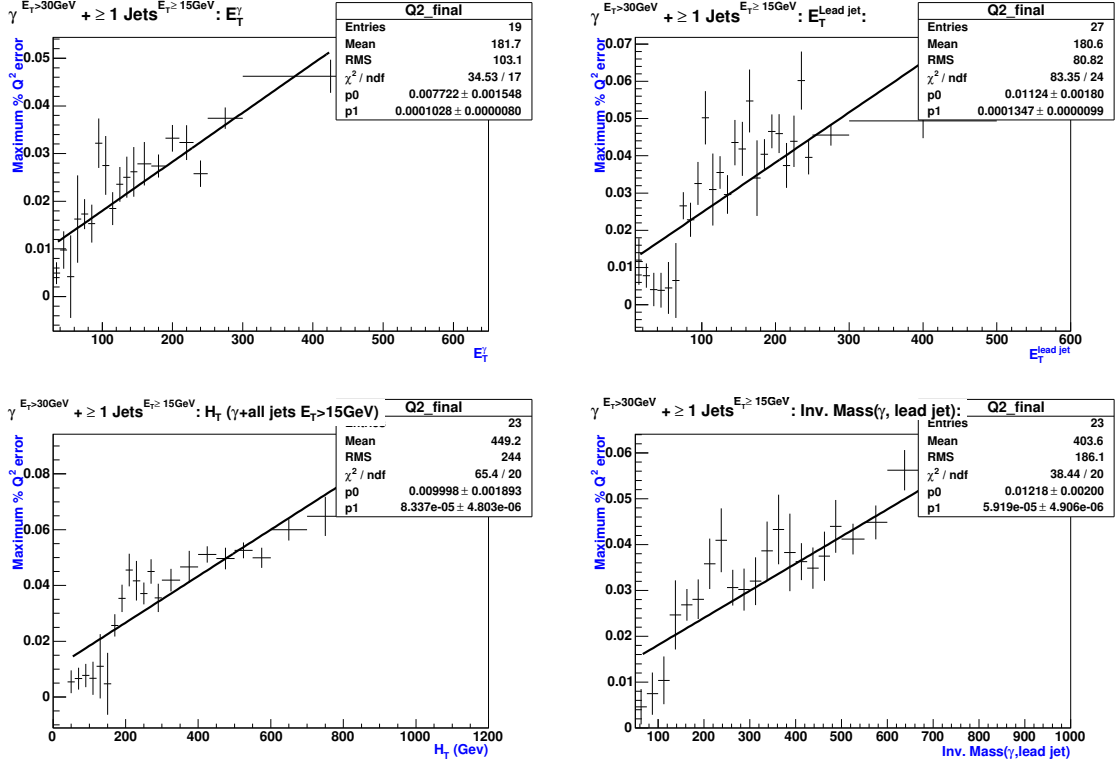 γ E_T>30GeV + ≥ 1 Jets E_T≥ 15GeV : E_T^γ
Q2_final
Entries 19
Mean 181.7
RMS 103.1
χ² / ndf 34.53 / 17
p0 0.007722 ± 0.001548
p1 0.0001028 ± 0.0000080
Maximum % Q² error
0.05
0.04
0.03
0.02
0.01
0
100 200 300 400 500 600
E_T^γ
γ E_T>30GeV + ≥ 1 Jets E_T≥ 15GeV : E_T^Lead jet:
Q2_final
Entries 27
Mean 180.6
RMS 80.82
χ² / ndf 83.35 / 24
p0 0.01124 ± 0.00180
p1 0.0001347 ± 0.0000099
Maximum % Q² error
0.07
0.06
0.05
0.04
0.03
0.02
0.01
0
100 200 300 400 500 600
E_T^lead jet
γ E_T>30GeV + ≥ 1 Jets E_T≥ 15GeV : H_T (γ+all jets E_T>15GeV)
Q2_final
Entries 23
Mean 449.2
RMS 244
χ² / ndf 65.4 / 20
p0 0.009998 ± 0.001893
p1 8.337e-05 ± 4.803e-06
Maximum % Q² error
0.08
0.06
0.04
0.02
0
0 200 400 600 800 1000 1200
H_T (Gev)
γ E_T>30GeV + ≥ 1 Jets E_T≥ 15GeV : Inv. Mass(γ, lead jet):
Q2_final
Entries 23
Mean 403.6
RMS 186.1
χ² / ndf 38.44 / 20
p0 0.01218 ± 0.00200
p1 5.919e-05 ± 4.906e-06
Maximum % Q² error
0.06
0.05
0.04
0.03
0.02
0.01
0
100 200 300 400 500 600 700 800 900 1000
Inv. Mass(γ,lead jet)